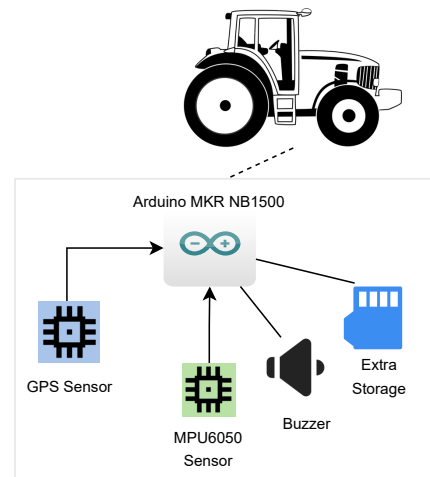 Arduino MKR NB1500
GPS Sensor
MPU6050
Sensor
Buzzer
Extra
Storage